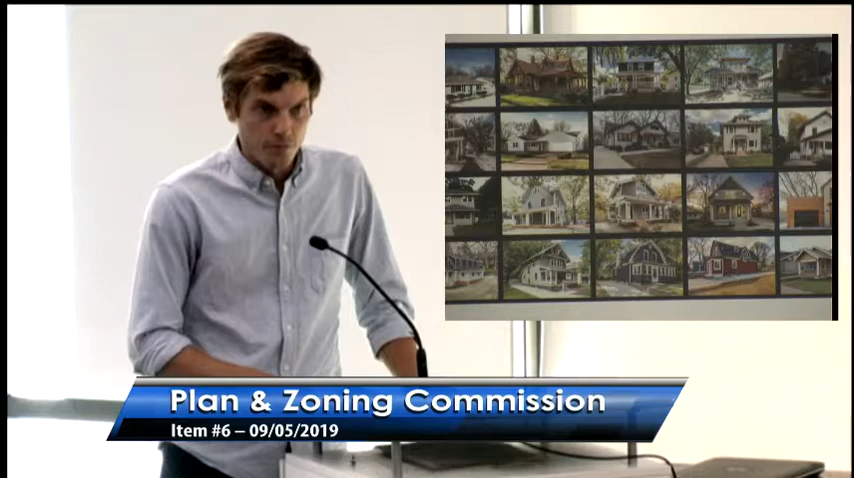 Plan & Zoning Commission
Item #6 – 09/05/2019